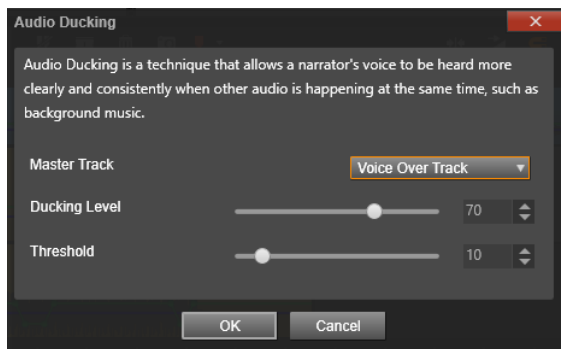 Audio Ducking
Audio Ducking is a technique that allows a narrator's voice to be heard more
clearly and consistently when other audio is happening at the same time, such as
background music.
Master Track Voice Over Track
Ducking Level 70
Threshold 10
OK Cancel